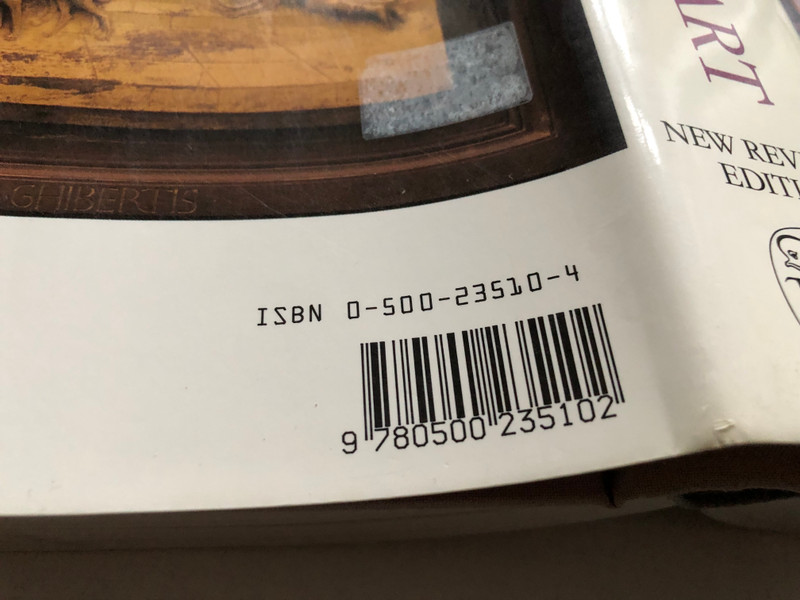 GHIBERTIS
ISBN 0-500-23510-4
9 780500 235102
ART
NEW REV
EDIT